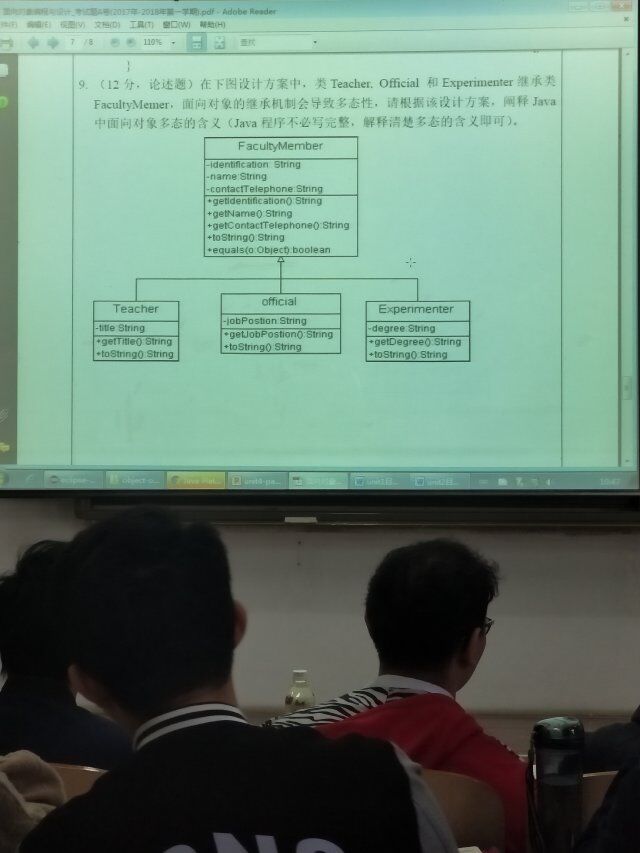 面向对象编程与设计_考试题A卷(2017年-2018年第一学期).pdf - Adobe Reader
文件(F) 编辑(E) 视图(V) 文档(D) 工具(T) 窗口(W) 帮助(H)
7 / 8 110% 查找
}
9. （12 分，论述题）在下图设计方案中，类 Teacher, Official 和 Experimenter 继承类
FacultyMemer，面向对象的继承机制会导致多态性，请根据该设计方案，阐释 Java
中面向对象多态的含义（Java 程序不必写完整，解释清楚多态的含义即可）。
FacultyMember
-identification: String
-name:String
-contactTelephone:String
+getIdentification():String
+getName():String
+getContactTelephone():String
+toString():String
+equals(o:Object):boolean
Teacher
-title:String
+getTitle():String
+toString():String
official
-jobPostion:String
+getJobPostion():String
+toString():String
Experimenter
-degree:String
+getDegree():String
+toString():String
eclipse-... object-o... Java Plat... unit4-pa... 面向对象... unit1目... unit2目... 10:47